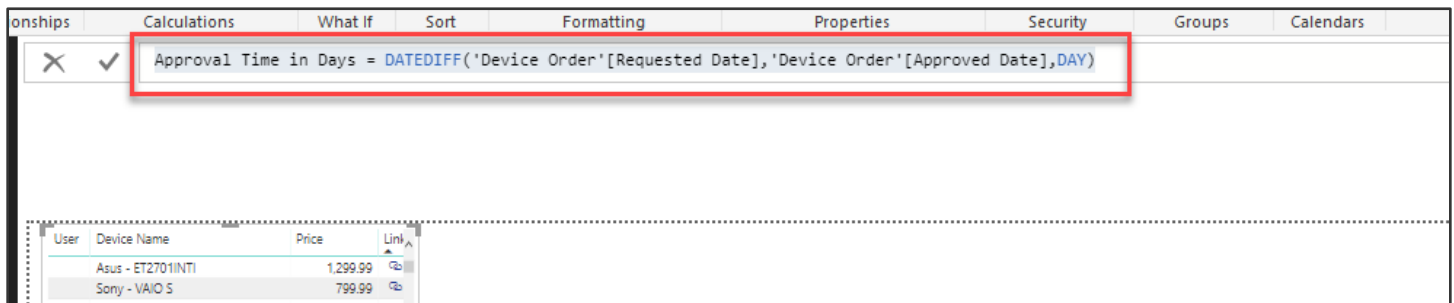 onships Calculations What If Sort Formatting Properties Security Groups Calendars
Approval Time in Days = DATEDIFF('Device Order'[Requested Date],'Device Order'[Approved Date],DAY)
User Device Name Price Link
Asus - ET2701INTI 1,299.99
Sony - VAIO S 799.99